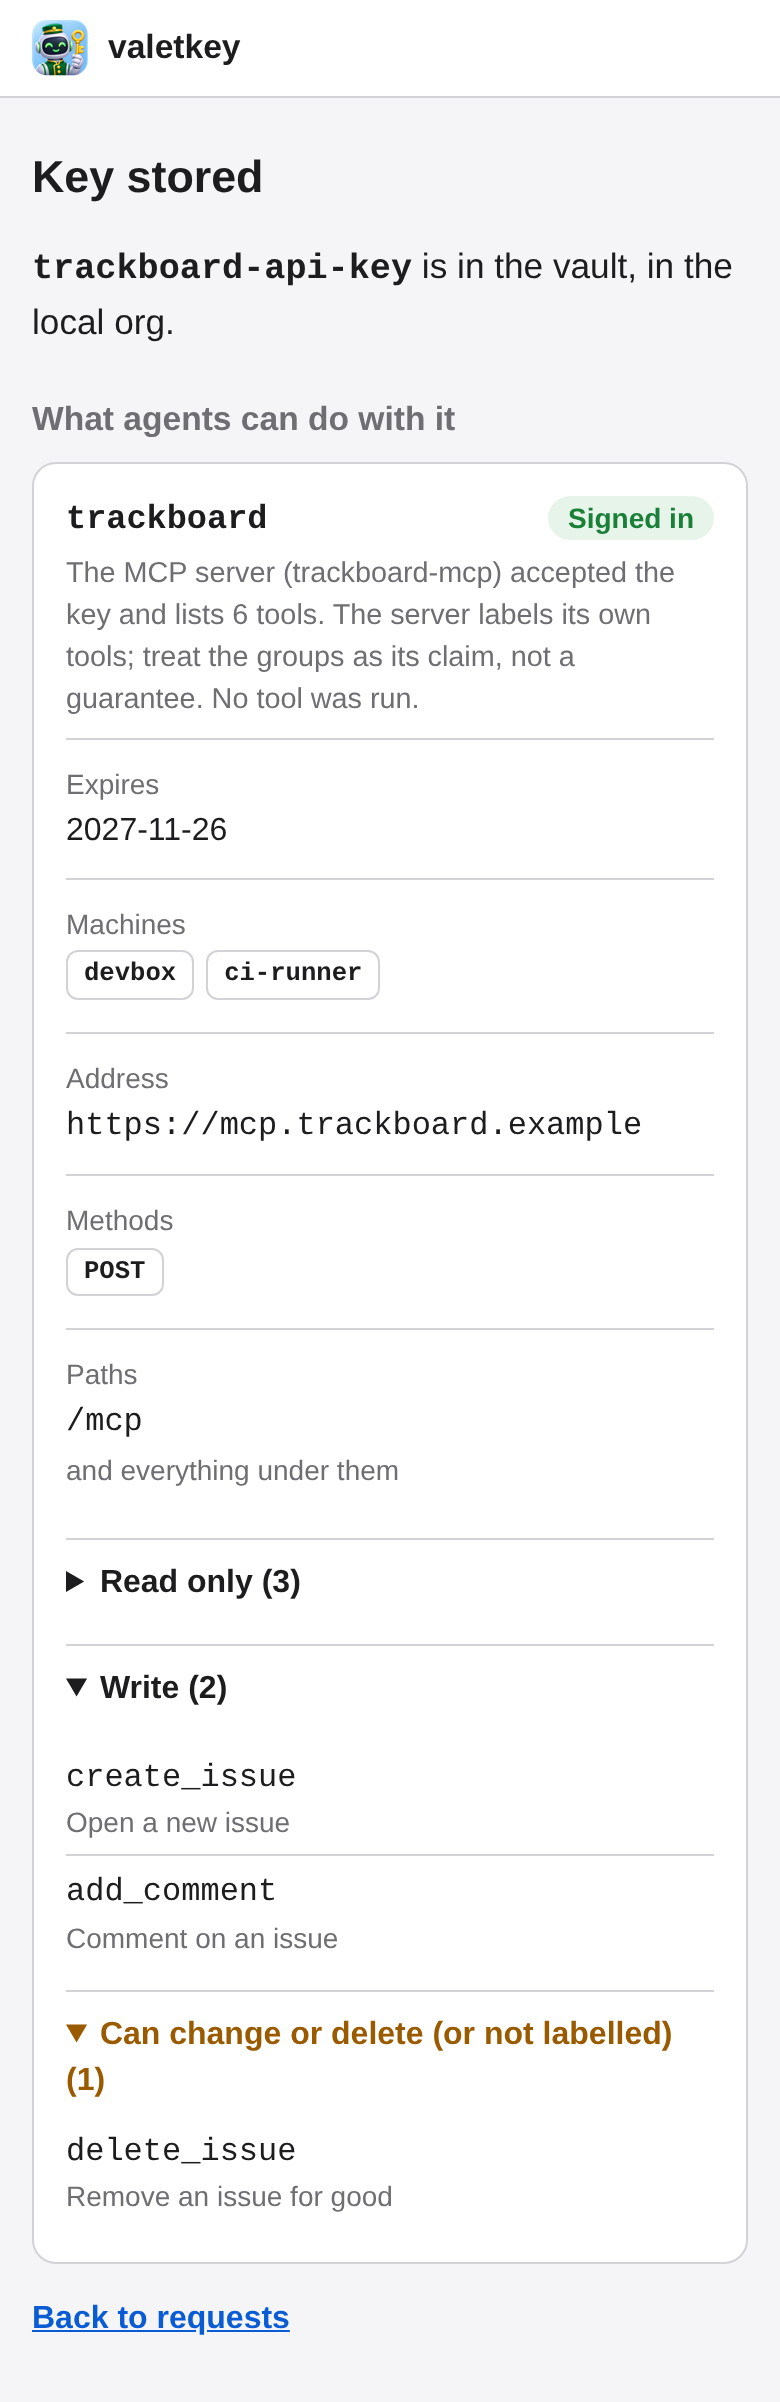 valetkey
Key stored
trackboard-api-key is in the vault, in the
local org.
What agents can do with it
trackboard
Signed in
The MCP server (trackboard-mcp) accepted the
key and lists 6 tools. The server labels its own
tools; treat the groups as its claim, not a
guarantee. No tool was run.
Expires
2027-11-26
Machines
devbox ci-runner
Address
https://mcp.trackboard.example
Methods
POST
Paths
/mcp
and everything under them
Read only (3)
Write (2)
create_issue
Open a new issue
add_comment
Comment on an issue
Can change or delete (or not labelled)
(1)
delete_issue
Remove an issue for good
Back to requests